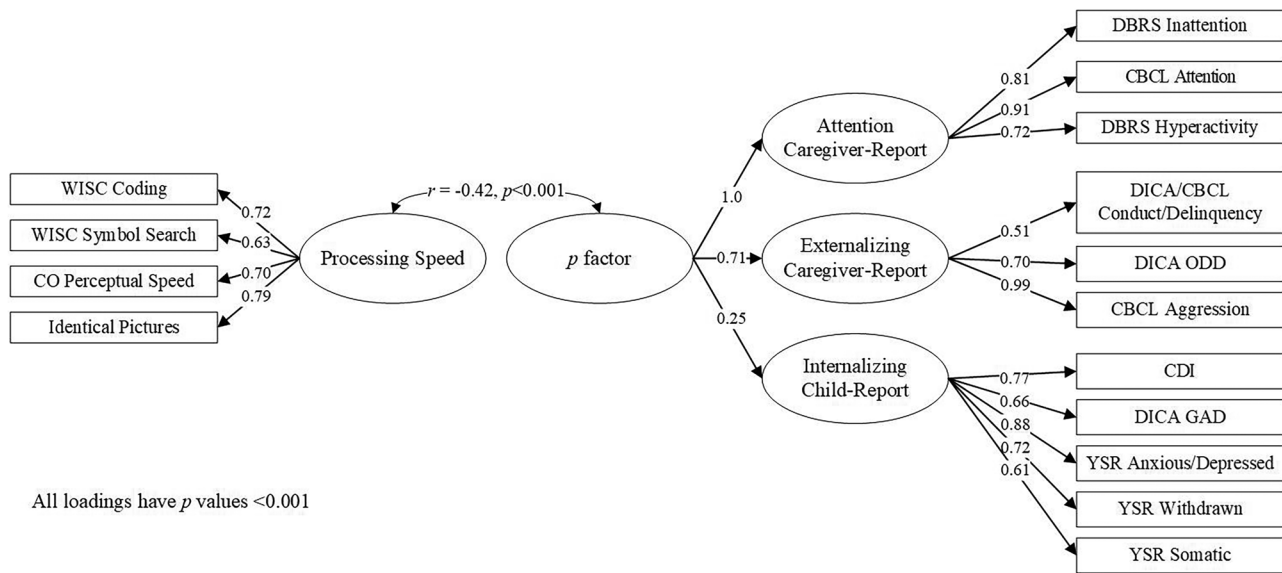 WISC Coding
WISC Symbol Search
CO Perceptual Speed
Identical Pictures
0.72
0.63
0.70
0.79
Processing Speed
r = -0.42, p<0.001
p factor
1.0
0.71
0.25
Attention
Caregiver-Report
Externalizing
Caregiver-Report
Internalizing
Child-Report
0.81
0.91
0.72
0.51
0.70
0.99
0.77
0.66
0.88
0.72
0.61
DBRS Inattention
CBCL Attention
DBRS Hyperactivity
DICA/CBCL
Conduct/Delinquency
DICA ODD
CBCL Aggression
CDI
DICA GAD
YSR Anxious/Depressed
YSR Withdrawn
YSR Somatic
All loadings have p values <0.001